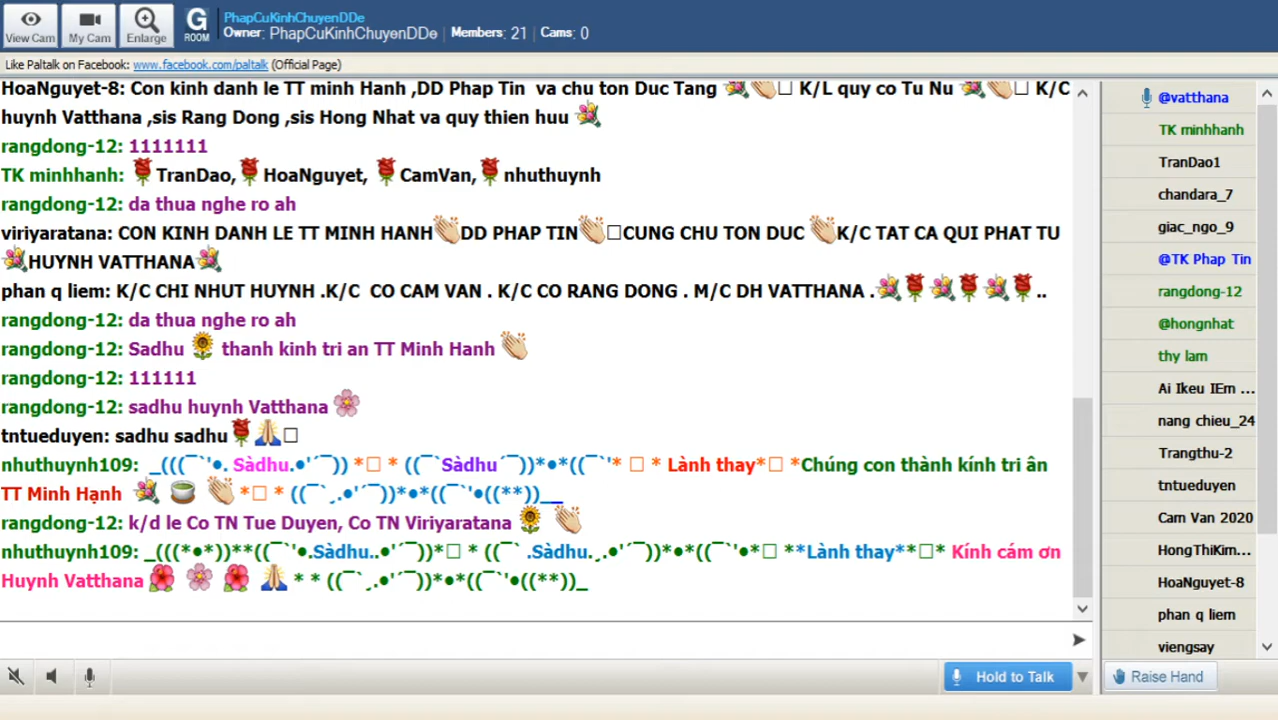 View Cam
My Cam
Enlarge
G ROOM
PhapCuKinhChuyenDDe
Owner: PhapCuKinhChuyenDDe Members: 21 Cams: 0
Like Paltalk on Facebook: www.facebook.com/paltalk (Official Page)
HoaNguyet-8: Con kinh danh le TT minh Hanh ,DD Phap Tin va chu ton Duc Tang 💐👏□ K/L quy co Tu Nu 💐👏□ K/C
huynh Vatthana ,sis Rang Dong ,sis Hong Nhat va quy thien huu 💐
rangdong-12: 1111111
TK minhhanh: 🌹TranDao,🌹HoaNguyet, 🌹CamVan,🌹nhuthuynh
rangdong-12: da thua nghe ro ah
viriyaratana: CON KINH DANH LE TT MINH HANH👏DD PHAP TIN👏□CUNG CHU TON DUC 👏K/C TAT CA QUI PHAT TU
💐HUYNH VATTHANA💐
phan q liem: K/C CHI NHUT HUYNH .K/C CO CAM VAN . K/C CO RANG DONG . M/C DH VATTHANA .💐🌹💐🌹💐🌹..
rangdong-12: da thua nghe ro ah
rangdong-12: Sadhu 🌻 thanh kinh tri an TT Minh Hanh 👏
rangdong-12: 111111
rangdong-12: sadhu huynh Vatthana 🌸
tntueduyen: sadhu sadhu🌹🙏□
nhuthuynh109: _(((¯`'•. Sàdhu.•'´¯)) *□ * ((¯`Sàdhu´¯))*•*((¯`'* □ * Lành thay*□ *Chúng con thành kính tri ân
TT Minh Hạnh 💐 🍵 👏 *□ * ((¯`¸.•'´¯))*•*((¯`'•((**))__
rangdong-12: k/d le Co TN Tue Duyen, Co TN Viriyaratana 🌻 👏
nhuthuynh109: _(((*•*))**((¯`'•.Sàdhu..•'´¯))*□ * ((¯` .Sàdhu.¸.•'´¯))*•*((¯`'•*□ **Lành thay**□* Kính cám ơn
Huynh Vatthana 🌺 🌸 🌺 🙏 * * ((¯`¸.•'´¯))*•*((¯`'•((**))_
Hold to Talk
@vatthana
TK minhhanh
TranDao1
chandara_7
giac_ngo_9
@TK Phap Tin
rangdong-12
@hongnhat
thy lam
Ai Ikeu IEm ...
nang chieu_24
Trangthu-2
tntueduyen
Cam Van 2020
HongThiKim...
HoaNguyet-8
phan q liem
viengsay
Raise Hand